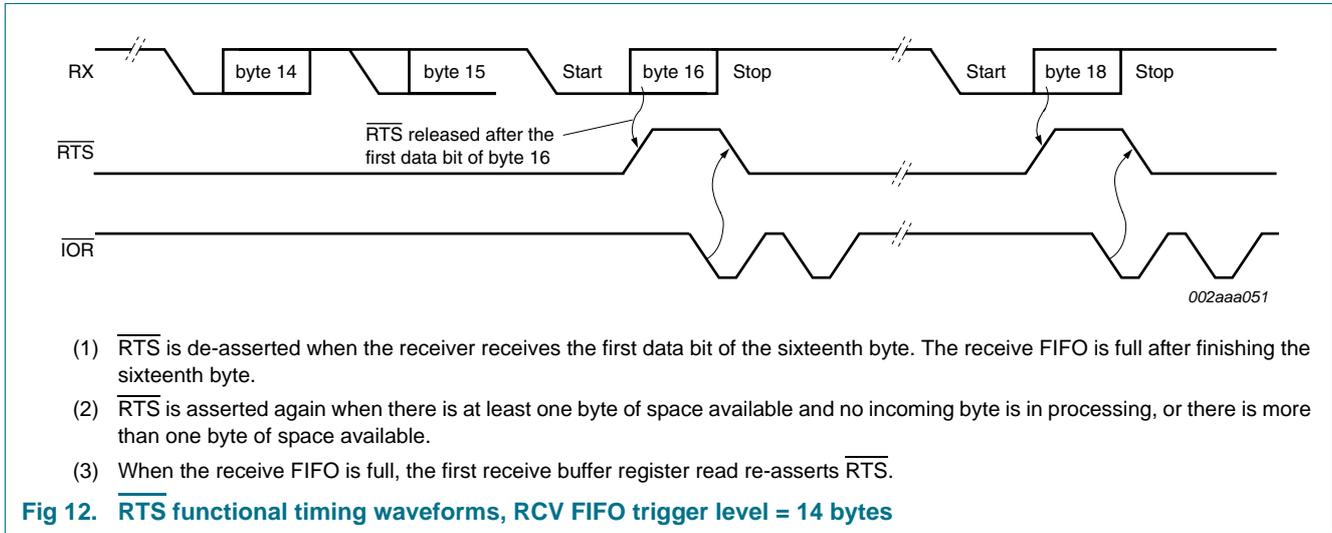 RX
byte 14
byte 15
Start
byte 16
Stop
Start
byte 18
Stop
RTS
RTS released after the
first data bit of byte 16
IOR
002aaa051
(1) RTS is de-asserted when the receiver receives the first data bit of the sixteenth byte. The receive FIFO is full after finishing the
sixteenth byte.
(2) RTS is asserted again when there is at least one byte of space available and no incoming byte is in processing, or there is more
than one byte of space available.
(3) When the receive FIFO is full, the first receive buffer register read re-asserts RTS.
Fig 12. RTS functional timing waveforms, RCV FIFO trigger level = 14 bytes